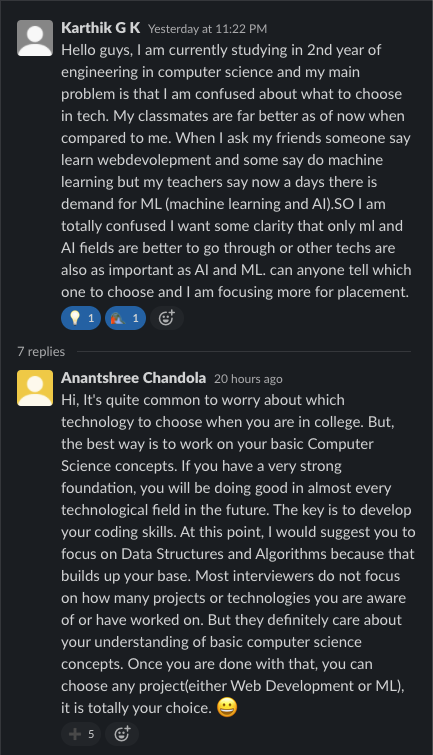 Karthik G K Yesterday at 11:22 PM
Hello guys, I am currently studying in 2nd year of
engineering in computer science and my main
problem is that I am confused about what to choose
in tech. My classmates are far better as of now when
compared to me. When I ask my friends someone say
learn webdevolepment and some say do machine
learning but my teachers say now a days there is
demand for ML (machine learning and AI).SO I am
totally confused I want some clarity that only ml and
AI fields are better to go through or other techs are
also as important as AI and ML. can anyone tell which
one to choose and I am focusing more for placement.
1 1
7 replies
Anantshree Chandola 20 hours ago
Hi, It's quite common to worry about which
technology to choose when you are in college. But,
the best way is to work on your basic Computer
Science concepts. If you have a very strong
foundation, you will be doing good in almost every
technological field in the future. The key is to develop
your coding skills. At this point, I would suggest you to
focus on Data Structures and Algorithms because that
builds up your base. Most interviewers do not focus
on how many projects or technologies you are aware
of or have worked on. But they definitely care about
your understanding of basic computer science
concepts. Once you are done with that, you can
choose any project(either Web Development or ML),
it is totally your choice. 😀
5